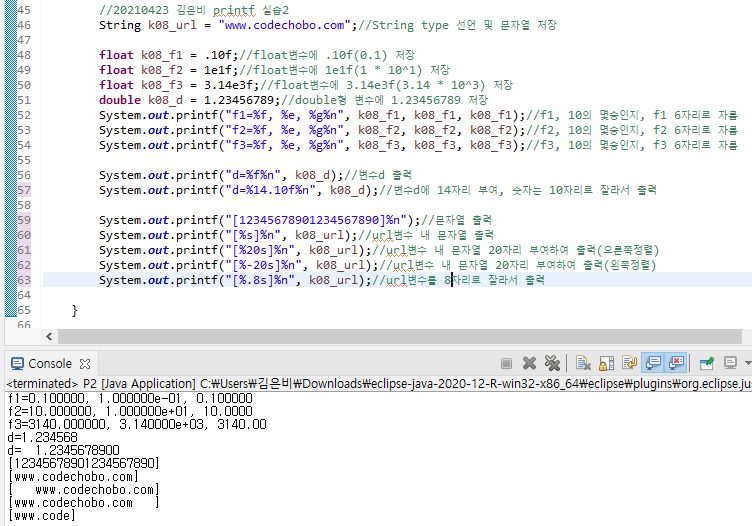 45 //20210423 김은비 printf 실습2
46 String k08_url = "www.codechobo.com";//String type 선언 및 문자열 저장
47
48 float k08_f1 = .10f;//float변수에 .10f(0.1) 저장
49 float k08_f2 = 1e1f;//float변수에 1e1f(1 * 10^1) 저장
50 float k08_f3 = 3.14e3f;//float변수에 3.14e3f(3.14 * 10^3) 저장
51 double k08_d = 1.23456789;//double형 변수에 1.23456789 저장
52 System.out.printf("f1=%f, %e, %g%n", k08_f1, k08_f1, k08_f1);//f1, 10의 몇승인지, f1 6자리로 자름
53 System.out.printf("f2=%f, %e, %g%n", k08_f2, k08_f2, k08_f2);//f2, 10의 몇승인지, f2 6자리로 자름
54 System.out.printf("f3=%f, %e, %g%n", k08_f3, k08_f3, k08_f3);//f3, 10의 몇승인지, f3 6자리로 자름
55
56 System.out.printf("d=%f%n", k08_d);//변수d 출력
57 System.out.printf("d=%14.10f%n", k08_d);//변수d에 14자리 부여, 숫자는 10자리로 잘라서 출력
58
59 System.out.printf("[12345678901234567890]%n");//문자열 출력
60 System.out.printf("[%s]%n", k08_url);//url변수 내 문자열 출력
61 System.out.printf("[%20s]%n", k08_url);//url변수 내 문자열 20자리 부여하여 출력(오른쪽정렬)
62 System.out.printf("[%-20s]%n", k08_url);//url변수 내 문자열 20자리 부여하여 출력(왼쪽정렬)
63 System.out.printf("[%.8s]%n", k08_url);//url변수를 8자리로 잘라서 출력
64
65 }
66
Console
<terminated> P2 [Java Application] C:₩Users₩김은비₩Downloads₩eclipse-java-2020-12-R-win32-x86_64₩eclipse₩plugins₩org.eclipse.jus
f1=0.100000, 1.000000e-01, 0.100000
f2=10.000000, 1.000000e+01, 10.0000
f3=3140.000000, 3.140000e+03, 3140.00
d=1.234568
d=  1.2345678900
[12345678901234567890]
[www.codechobo.com]
[   www.codechobo.com]
[www.codechobo.com   ]
[www.code]